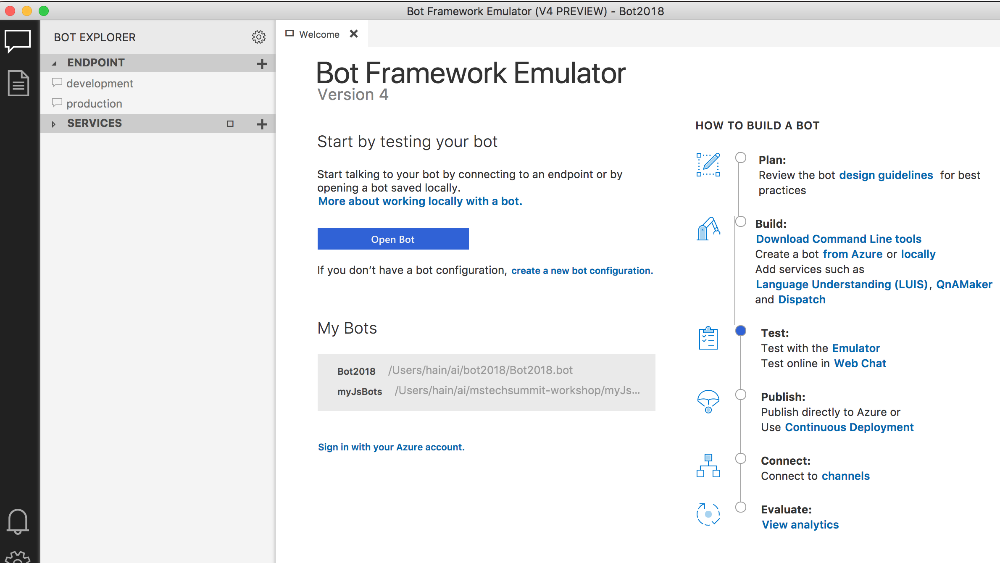 Bot Framework Emulator (V4 PREVIEW) - Bot2018
BOT EXPLORER
ENDPOINT
development
production
SERVICES
Welcome
Bot Framework Emulator
Version 4
Start by testing your bot
Start talking to your bot by connecting to an endpoint or by
opening a bot saved locally.
More about working locally with a bot.
Open Bot
If you don’t have a bot configuration, create a new bot configuration.
My Bots
Bot2018 /Users/hain/ai/bot2018/Bot2018.bot
myJsBots /Users/hain/ai/mstechsummit-workshop/myJs...
Sign in with your Azure account.
HOW TO BUILD A BOT
Plan:
Review the bot design guidelines for best
practices
Build:
Download Command Line tools
Create a bot from Azure or locally
Add services such as
Language Understanding (LUIS), QnAMaker
and Dispatch
Test:
Test with the Emulator
Test online in Web Chat
Publish:
Publish directly to Azure or
Use Continuous Deployment
Connect:
Connect to channels
Evaluate:
View analytics